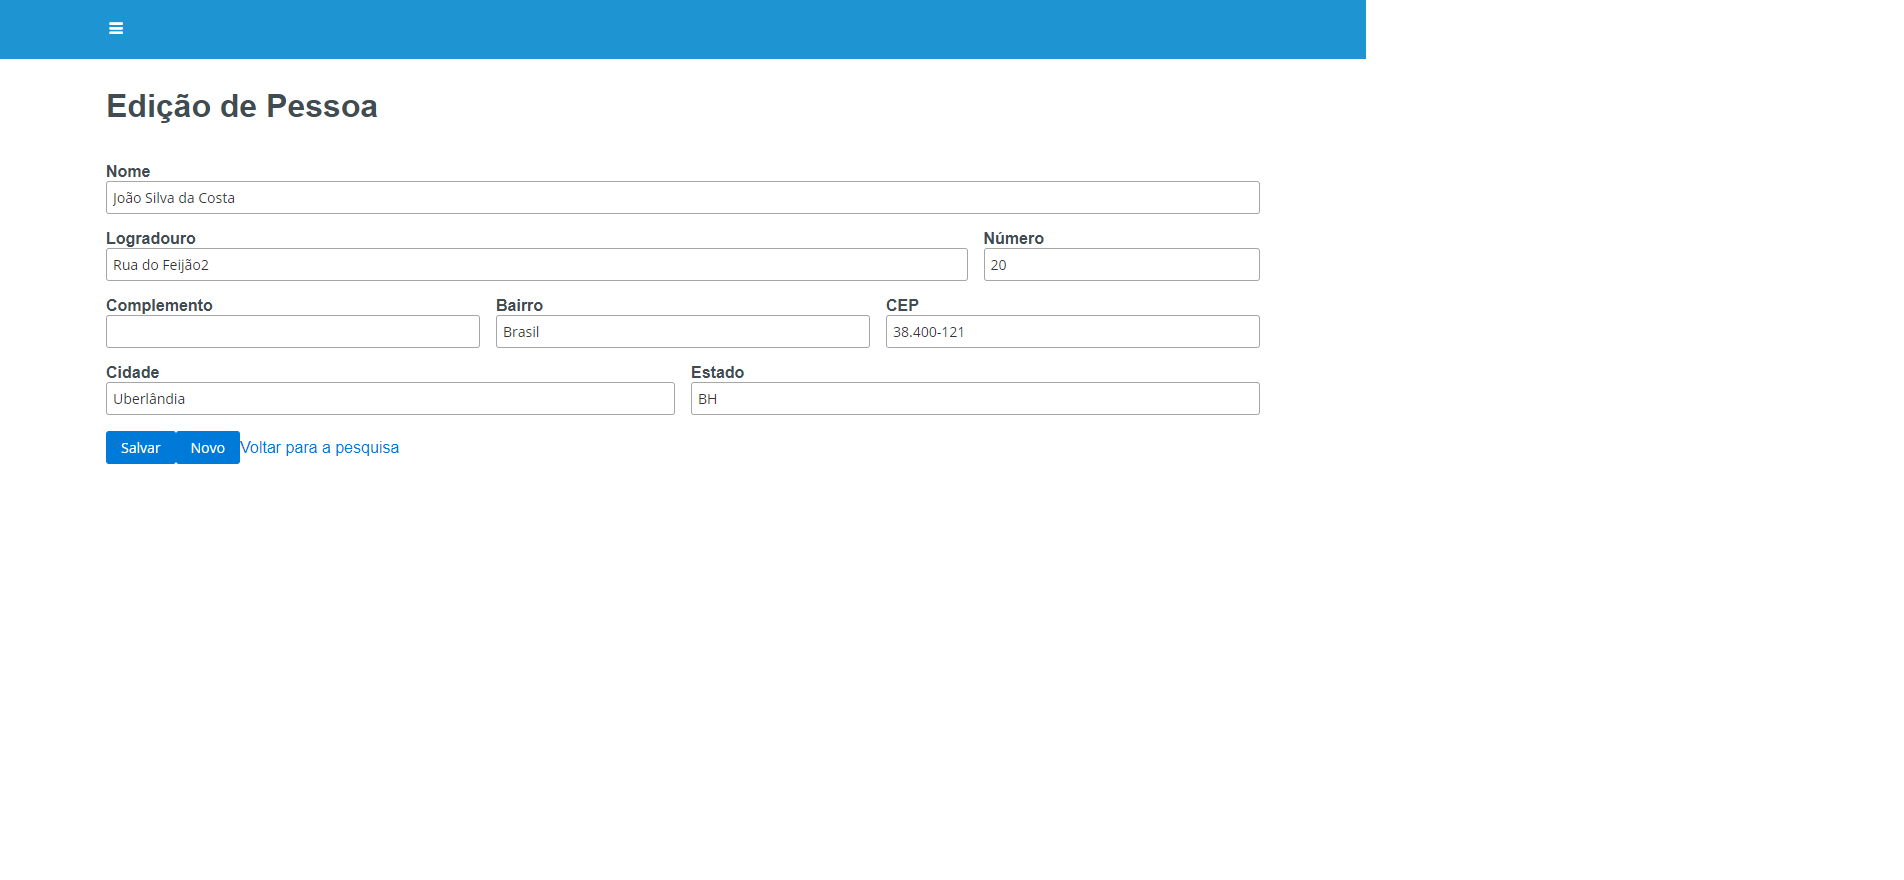 Edição de Pessoa
Nome
João Silva da Costa
Logradouro Número
Rua do Feijão2 20
Complemento Bairro CEP
Brasil 38.400-121
Cidade Estado
Uberlândia BH
Salvar Novo Voltar para a pesquisa